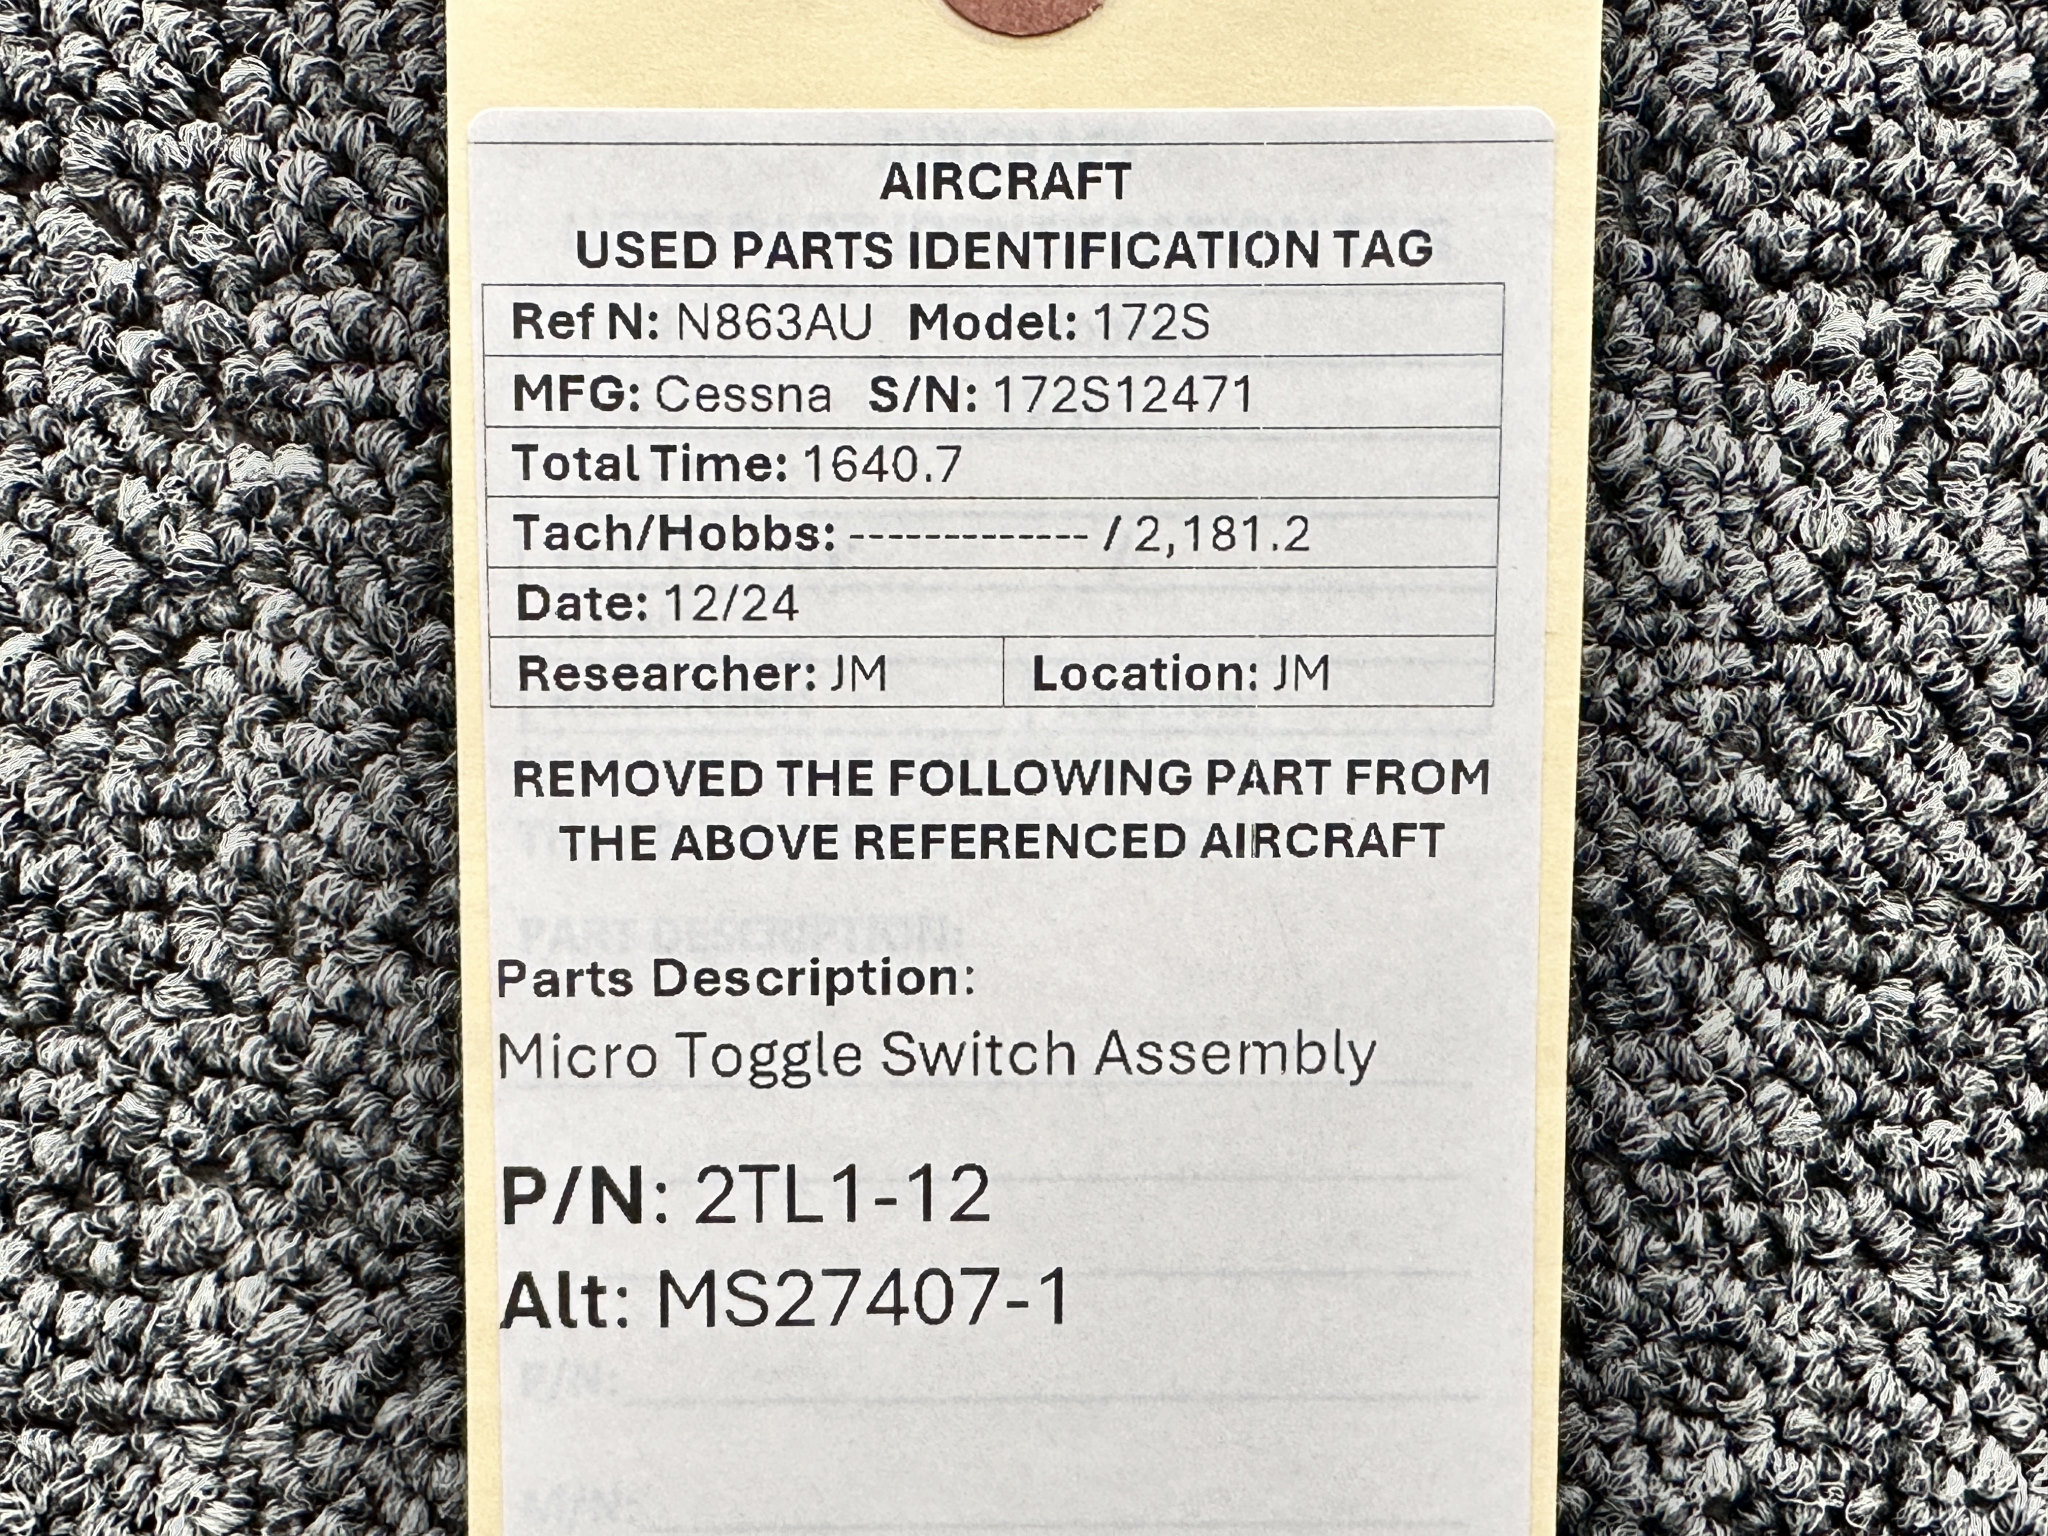 AIRCRAFT
USED PARTS IDENTIFICATION TAG
Ref N: N863AU Model: 172S
MFG: Cessna S/N: 172S12471
Total Time: 1640.7
Tach/Hobbs: ------------- / 2,181.2
Date: 12/24
Researcher: JM Location: JM
REMOVED THE FOLLOWING PART FROM
THE ABOVE REFERENCED AIRCRAFT
PART DESCRIPTION:
Parts Description:
Micro Toggle Switch Assembly
P/N: 2TL1-12
Alt: MS27407-1
P/N: